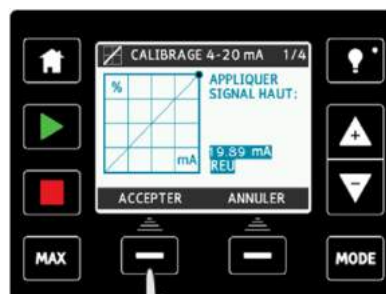 CALIBRAGE 4-20 mA 1/4
%
APPLIQUER
SIGNAL HAUT:
mA
19.89 mA
REU
ACCEPTER ANNULER
MAX
MODE